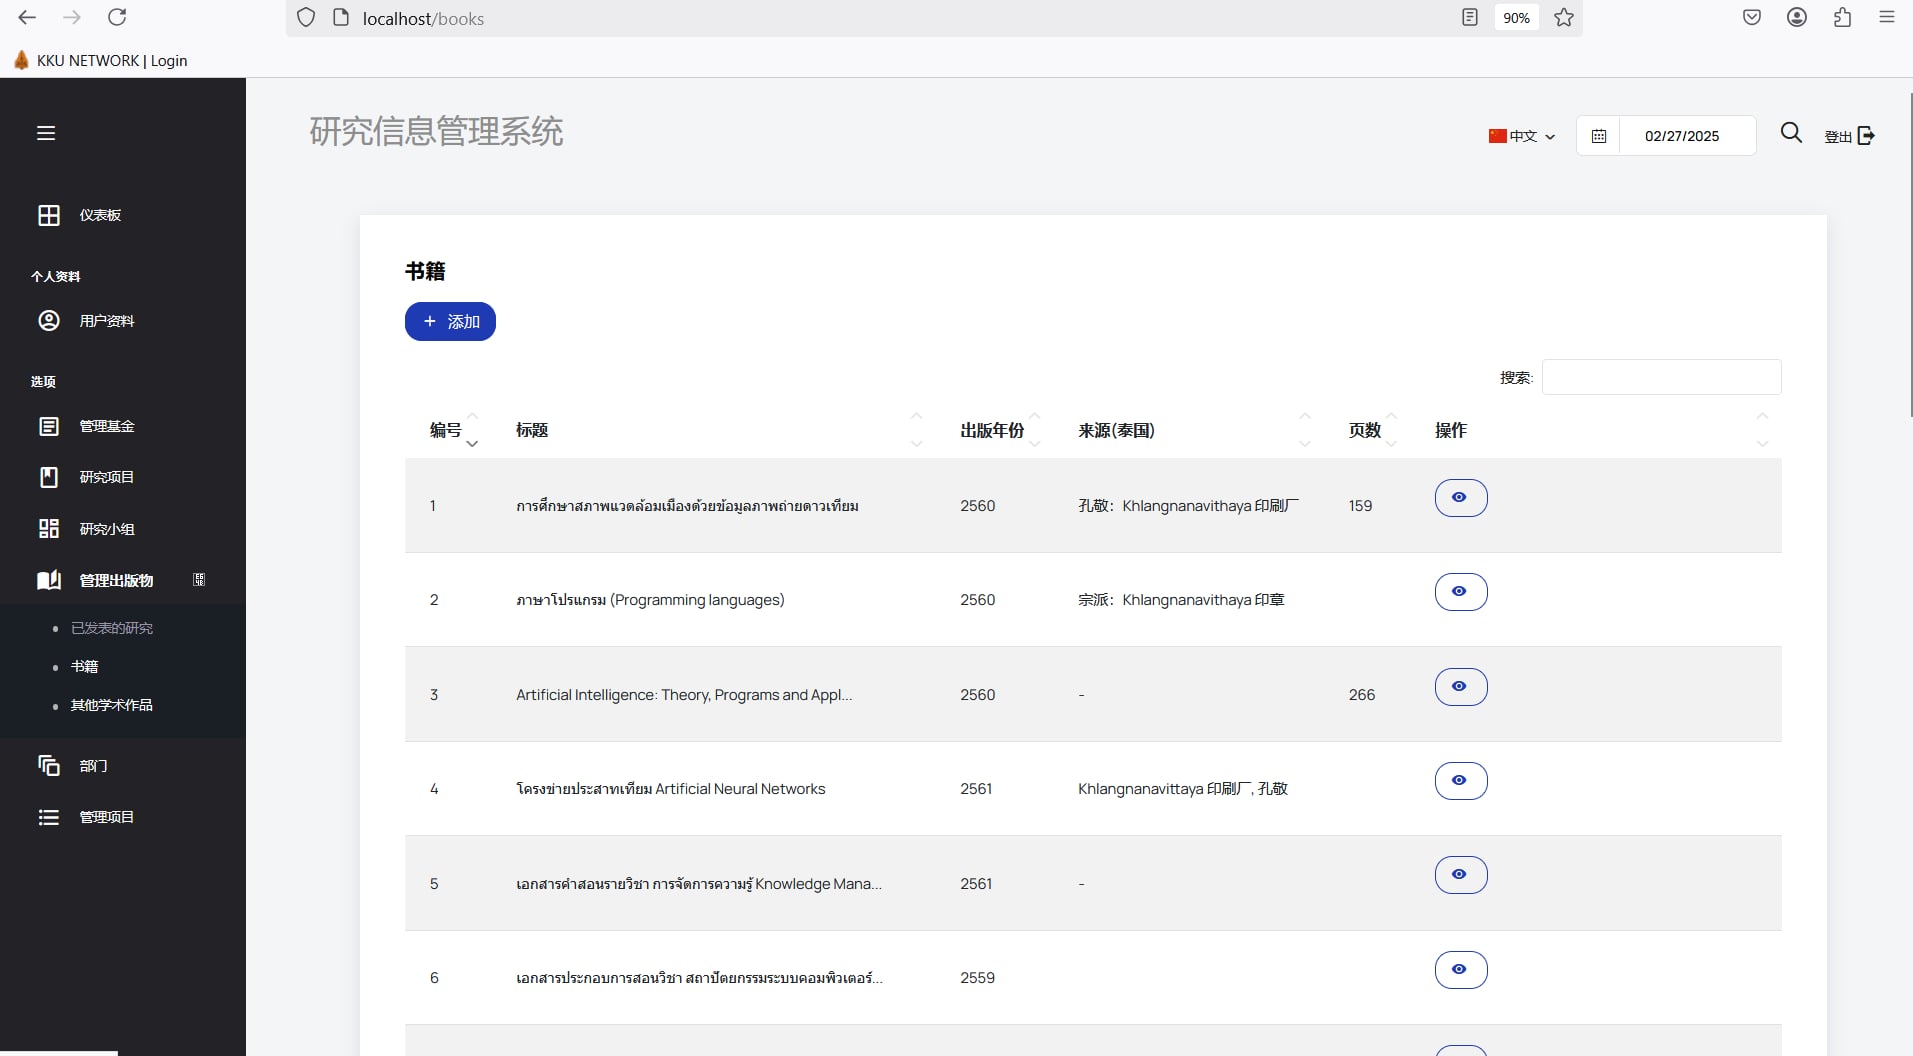 localhost/books
90%
KKU NETWORK | Login
研究信息管理系统
中文
02/27/2025
登出
仪表板
个人资料
用户资料
选项
管理基金
研究项目
研究小组
管理出版物
已发表的研究
书籍
其他学术作品
部门
管理项目
书籍
+ 添加
搜索:
编号 标题 出版年份 来源(泰国) 页数 操作
1 การศึกษาสภาพแวดล้อมเมืองด้วยข้อมูลภาพถ่ายดาวเทียม 2560 孔敬：Khlangnanavithaya 印刷厂 159
2 ภาษาโปรแกรม (Programming languages) 2560 宗派：Khlangnanavithaya 印章
3 Artificial Intelligence: Theory, Programs and Appl... 2560 - 266
4 โครงข่ายประสาทเทียม Artificial Neural Networks 2561 Khlangnanavittaya 印刷厂, 孔敬
5 เอกสารคำสอนรายวิชา การจัดการความรู้ Knowledge Mana... 2561 -
6 เอกสารประกอบการสอนวิชา สถาปัตยกรรมระบบคอมพิวเตอร์... 2559